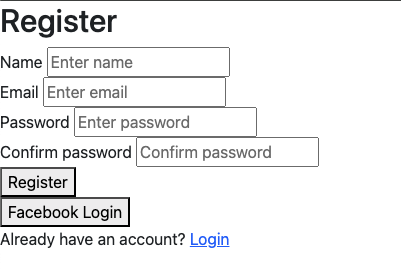 Register
Name Enter name
Email Enter email
Password Enter password
Confirm password Confirm password
Register
Facebook Login
Already have an account? Login